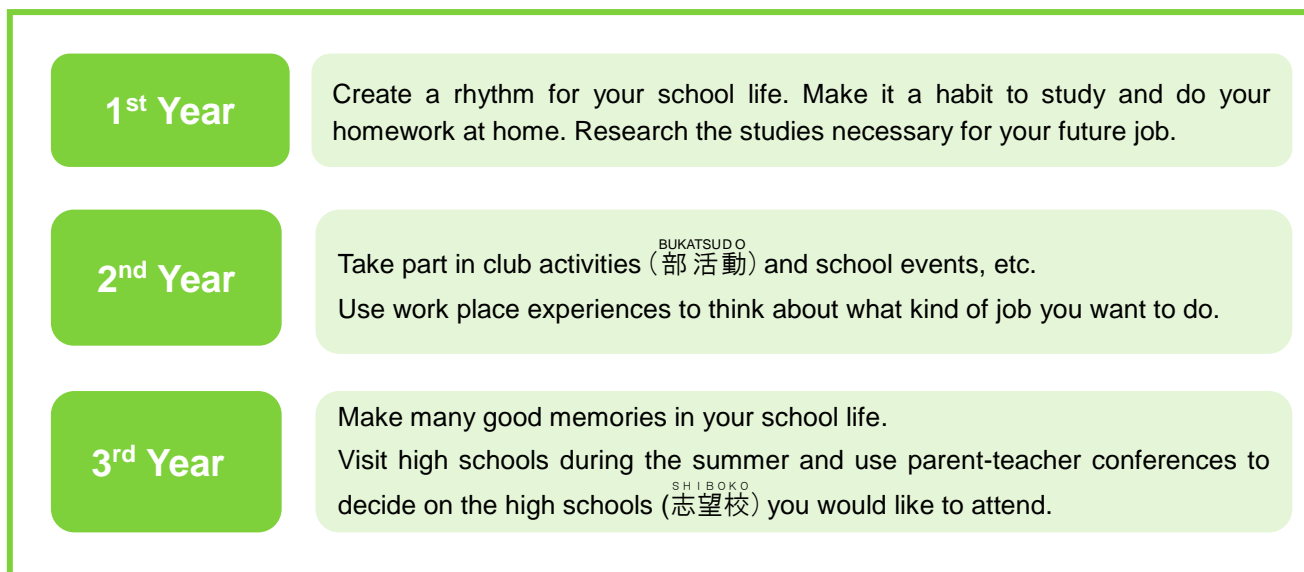 1st Year
Create a rhythm for your school life. Make it a habit to study and do your
homework at home. Research the studies necessary for your future job.
2nd Year
BUKATSUDO
Take part in club activities (部活動) and school events, etc.
Use work place experiences to think about what kind of job you want to do.
3rd Year
Make many good memories in your school life.
Visit high schools during the summer and use parent-teacher conferences to
SHIBOKO
decide on the high schools (志望校) you would like to attend.